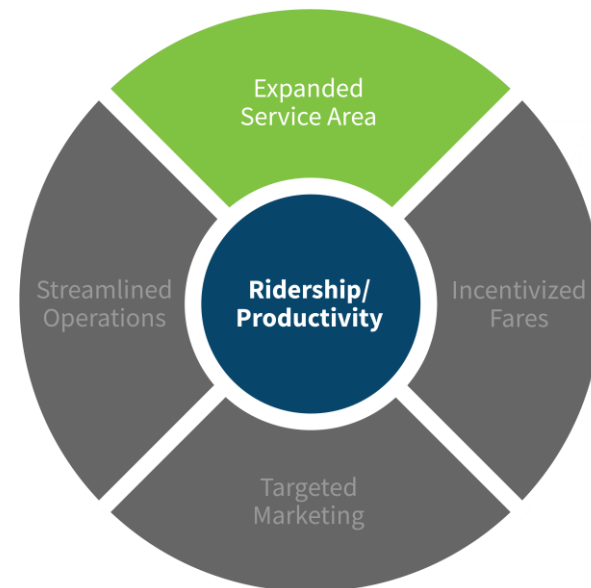 Expanded
Service Area
Streamlined
Operations
Ridership/
Productivity
Incentivized
Fares
Targeted
Marketing